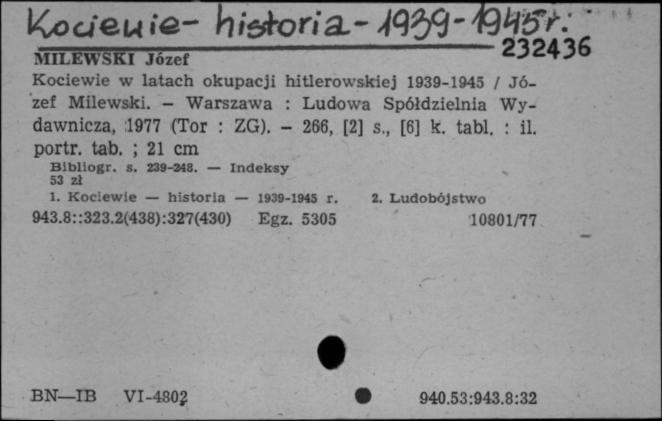 Kociewie - historia - 1939-1945 r.
232436
MILEWSKI Józef
Kociewie w latach okupacji hitlerowskiej 1939-1945 / Jó-
zef Milewski. — Warszawa : Ludowa Spółdzielnia Wy-
dawnicza, 1977 (Tor : ZG). — 266, [2] s., [6] k. tabl. : il.
portr. tab. ; 21 cm
Bibliogr. s. 239-248. — Indeksy
53 zł
1. Kociewie — historia — 1939-1945 r. 2. Ludobójstwo
943.8::323.2(438):327(430) Egz. 5305 10801/77
BN—IB VI-4802 940.53:943.8:32